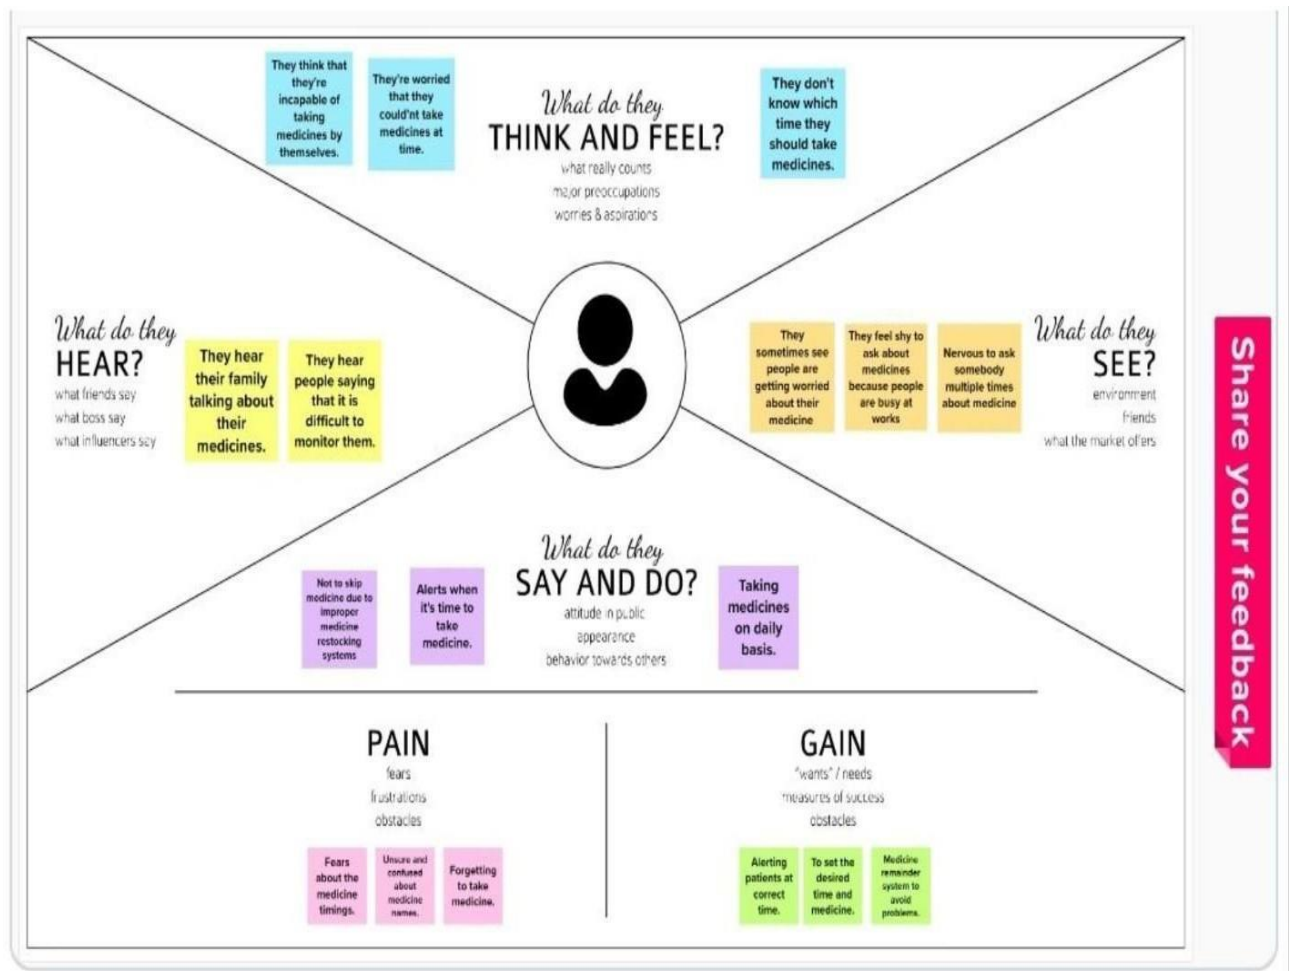 They think that
they're
incapable of
taking
medicines by
themselves.
They're worried
that they
could'nt take
medicines at
time.
What do they
THINK AND FEEL?
what really counts
major preoccupations
worries & aspirations
They don't
know which
time they
should take
medicines.
What do they
HEAR?
what friends say
what boss say
what influencers say
They hear
their family
talking about
their
medicines.
They hear
people saying
that it is
difficult to
monitor them.
They
sometimes see
people are
getting worried
about their
medicine
They feel shy to
ask about
medicines
because people
are busy at
works
Nervous to ask
somebody
multiple times
about medicine
What do they
SEE?
environment
friends
what the market offers
What do they
SAY AND DO?
attitude in public
appearance
behavior towards others
Not to skip
medicine due to
improper
medicine
restocking
systems
Alerts when
it's time to
take
medicine.
Taking
medicines
on daily
basis.
PAIN
fears
frustrations
obstacles
Fears
about the
medicine
timings.
Unsure and
confused
about
medicine
names.
Forgetting
to take
medicine.
GAIN
"wants" / needs
measures of success
obstacles
Alerting
patients at
correct
time.
To set the
desired
time and
medicine.
Medicine
remainder
system to
avoid
problems.
Share your feedback